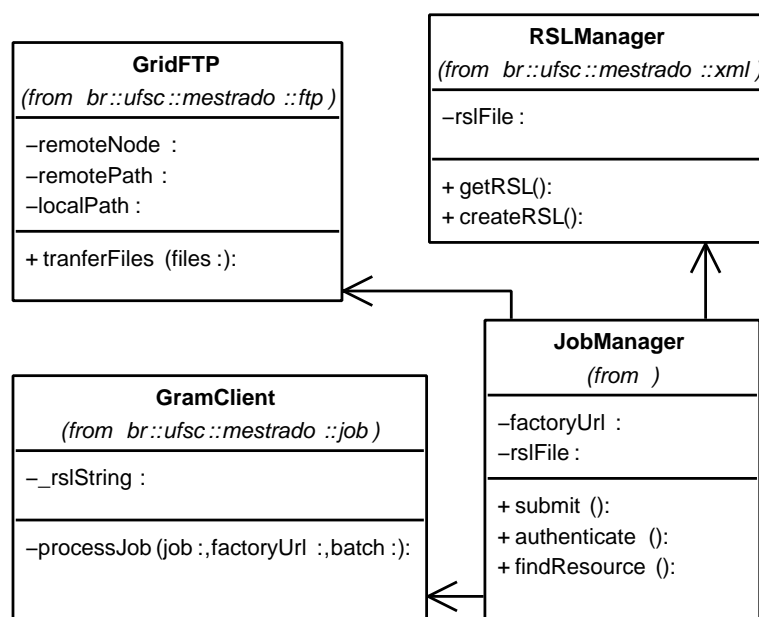 GridFTP
(from br::ufsc::mestrado ::ftp )
–remoteNode :
–remotePath :
–localPath :
+ tranferFiles (files :):
RSLManager
(from br::ufsc::mestrado ::xml )
–rslFile :
+ getRSL():
+ createRSL():
GramClient
(from br::ufsc::mestrado ::job )
–_rslString :
–processJob (job :,factoryUrl :,batch :):
JobManager
(from )
–factoryUrl :
–rslFile :
+ submit ():
+ authenticate ():
+ findResource ():